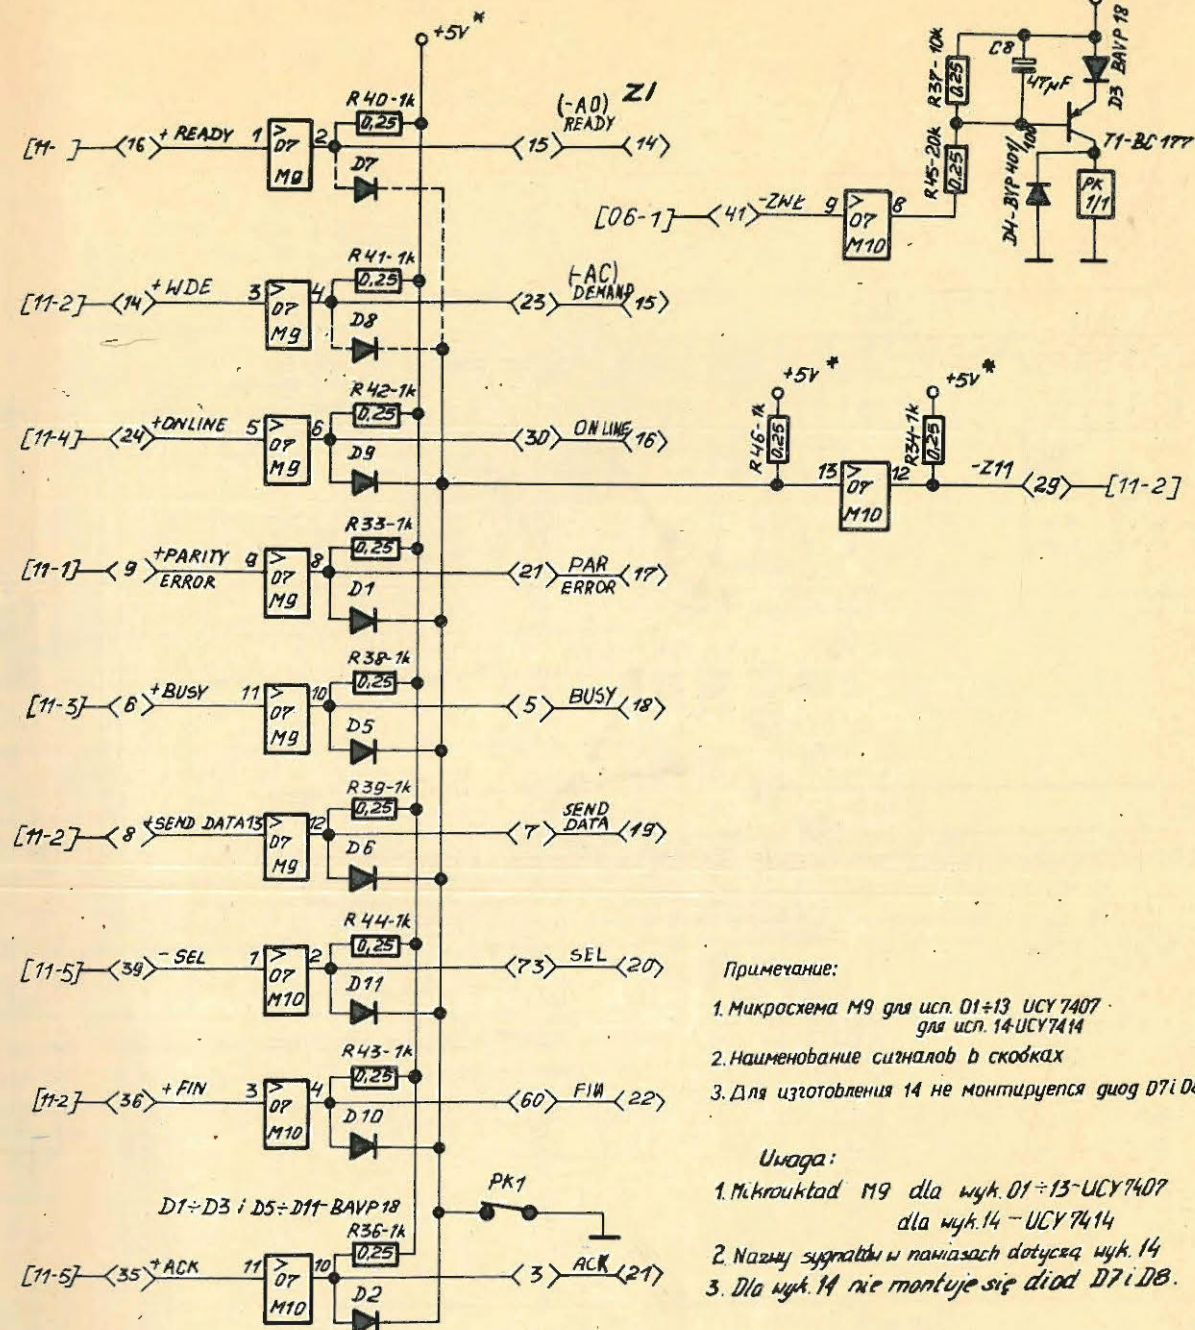 +5V *
R40-1k
0,25
(-A0) Z1
READY
[11- ] 16 + READY 1 > 07 M9 2 15 14
D7
R41-1k
0,25
(-AC)
DEMAND
[11-2] 14 +WDE 3 > 07 M9 4 23 15
D8
R42-1k
0,25
[11-4] 24 +ONLINE 5 > 07 M9 6 30 ON LINE 16
D9
R33-1k
0,25
[11-1] 9 +PARITY ERROR 9 > 07 M9 8 21 PAR ERROR 17
D1
R38-1k
0,25
[11-3] 6 +BUSY 11 > 07 M9 10 5 BUSY 18
D5
R39-1k
0,25
[11-2] 8 +SEND DATA 13 > 07 M9 12 7 SEND DATA 19
D6
R44-1k
0,25
[11-5] 39 - SEL 1 > 07 M10 2 73 SEL 20
D11
R43-1k
0,25
[11-2] 36 + FIN 3 > 07 M10 4 60 FIN 22
D10
PK1
D1÷D3 i D5÷D11-BAVP18
R36-1k
0,25
[11-5] 35 +ACK 11 > 07 M10 10 3 ACK 21
D2
R37-10k
0,25
C8
47µF
D3 BAVP 18
T1-BC 177
R45-20k
0,25
D4-BYP 401/100
PK 1/1
[06-1] 41 -ZWŁ 9 > 07 M10 8
+5V *
+5V *
R46-1k
0,25
R34-1k
0,25
13 > 07 M10 12 -Z11 29 [11-2]
Примечание:
1. Микросхема M9 для исп. 01÷13 UCY 7407
для исп. 14-UCY7414
2. Наименование сигналов в скобках
3. Для изготовления 14 не монтируется диод D7 i D8
Uwaga:
1. Mikroukład M9 dla wyk. 01÷13-UCY7407
dla wyk. 14 - UCY 7414
2. Nazwy sygnałów w nawiasach dotyczą wyk. 14
3. Dla wyk. 14 nie montuje się diod D7 i D8.